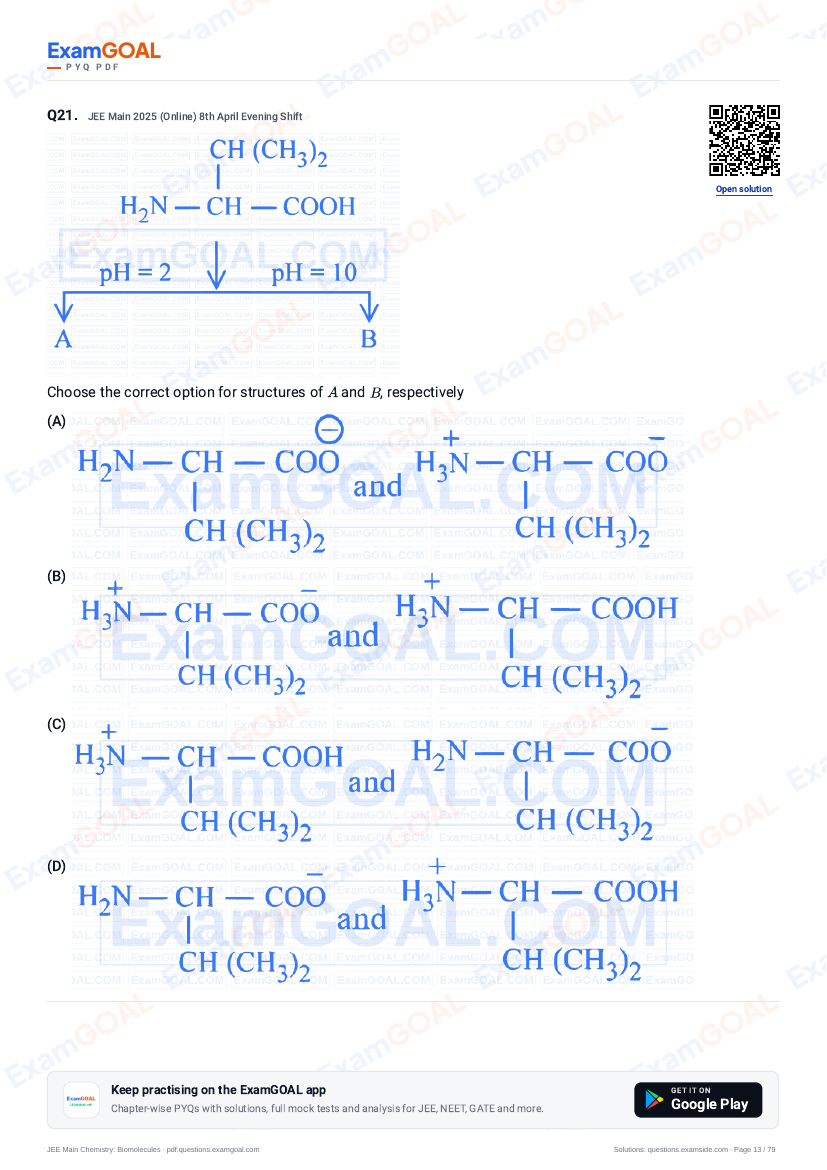 ExamGOAL
PYQ PDF
Q21. JEE Main 2025 (Online) 8th April Evening Shift
Open solution
CH (CH3)2
|
H2N — CH — COOH
pH = 2 pH = 10
A B
Choose the correct option for structures of A and B, respectively
(A)
H2N — CH — COO⊖ and H3N+ — CH — COO−
CH (CH3)2 CH (CH3)2
(B)
H3N+ — CH — COO− and H3N+ — CH — COOH
CH (CH3)2 CH (CH3)2
(C)
H3N+ — CH — COOH and H2N — CH — COO−
CH (CH3)2 CH (CH3)2
(D)
H2N — CH — COO− and H3N+ — CH — COOH
CH (CH3)2 CH (CH3)2
ExamGOAL.COM
Keep practising on the ExamGOAL app
Chapter-wise PYQs with solutions, full mock tests and analysis for JEE, NEET, GATE and more.
GET IT ON
Google Play
JEE Main Chemistry: Biomolecules · pdf.questions.examgoal.com
Solutions: questions.examside.com · Page 13 / 79